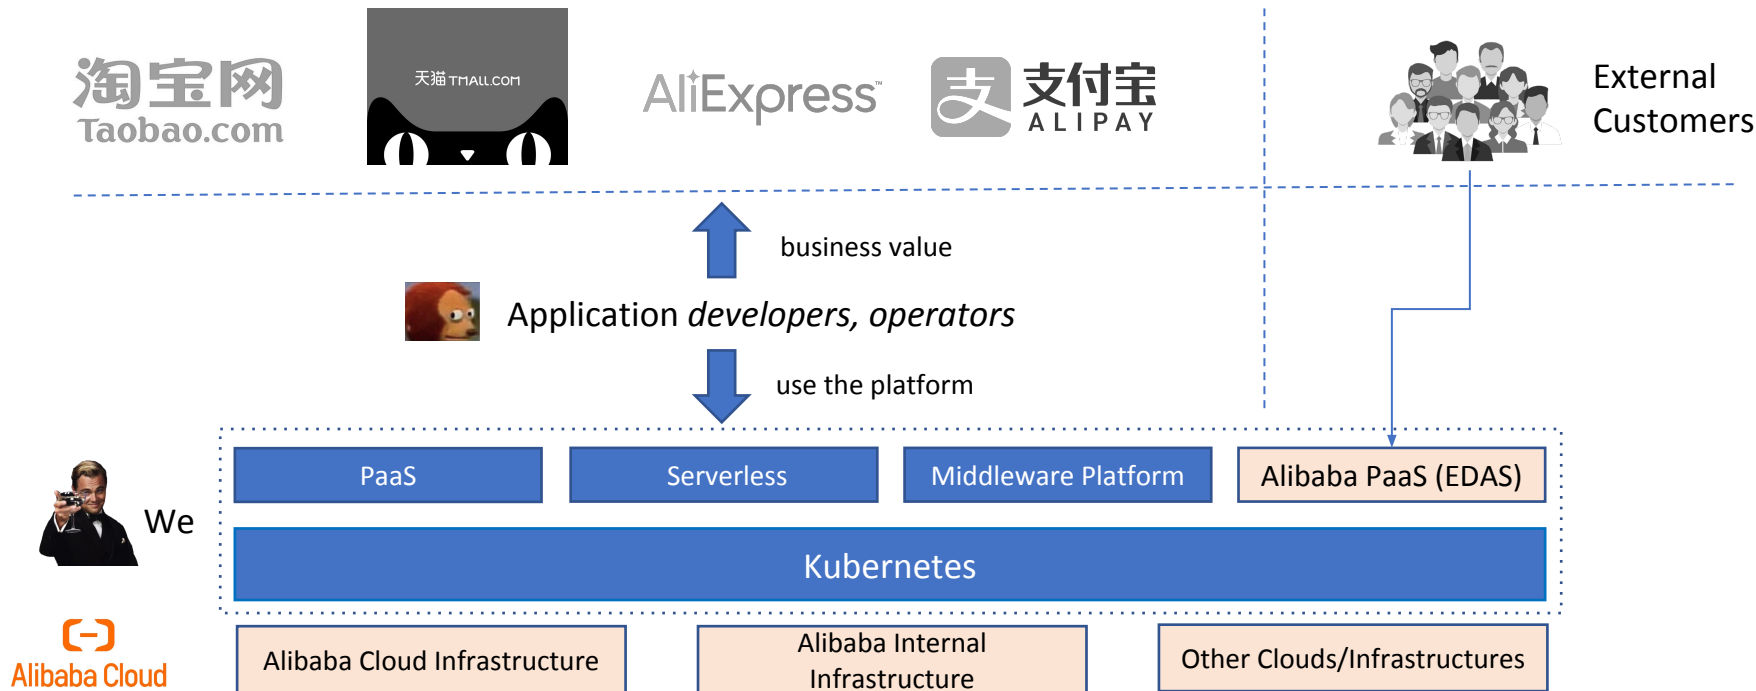 淘宝网
Taobao.com
天猫 TMALL.COM
AliExpress™
支
支付宝
ALIPAY
External
Customers
business value
Application developers, operators
use the platform
PaaS
Serverless
Middleware Platform
Alibaba PaaS (EDAS)
We
Kubernetes
Alibaba Cloud
Alibaba Cloud Infrastructure
Alibaba Internal
Infrastructure
Other Clouds/Infrastructures